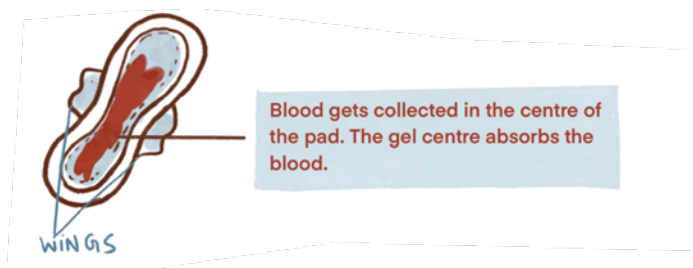 Blood gets collected in the centre of
the pad. The gel centre absorbs the
blood.
WiNGS